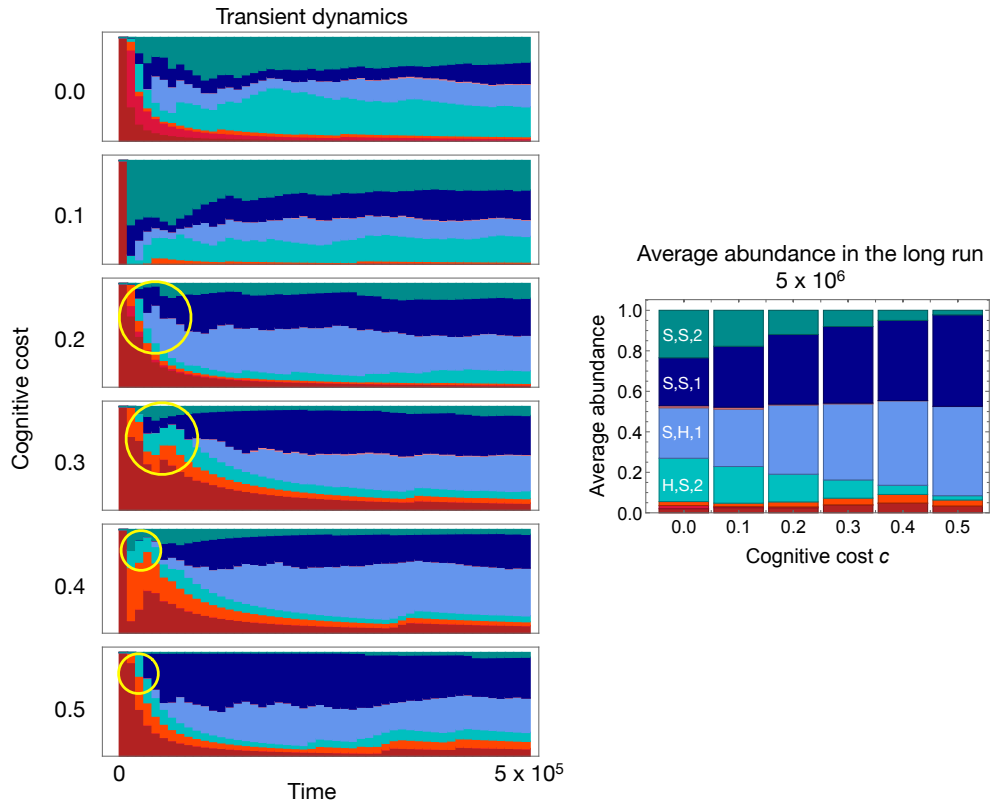 Transient dynamics
0.0
0.1
0.2
0.3
0.4
0.5
Cognitive cost
0
5 x 10⁵
Time
Average abundance in the long run
5 x 10⁶
Average abundance
1.0
0.8
0.6
0.4
0.2
0.0
S,S,2
S,S,1
S,H,1
H,S,2
0.0 0.1 0.2 0.3 0.4 0.5
Cognitive cost c